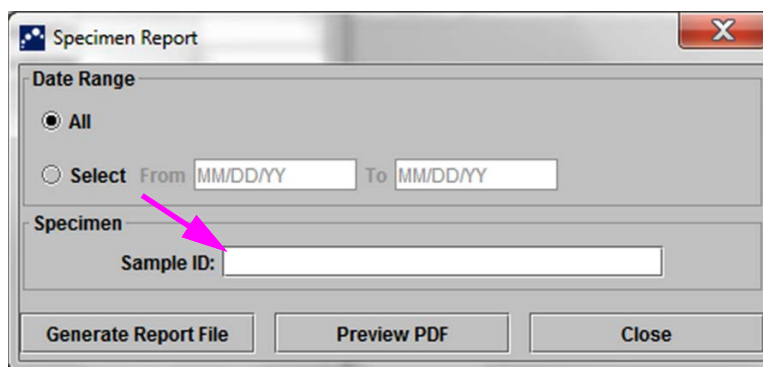 Specimen Report
Date Range
All
Select From MM/DD/YY To MM/DD/YY
Specimen
Sample ID:
Generate Report File Preview PDF Close